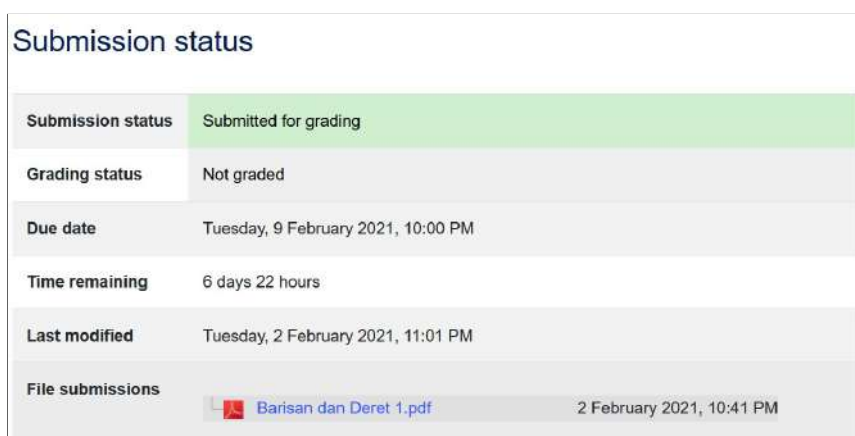 Submission status
Submission status Submitted for grading
Grading status Not graded
Due date Tuesday, 9 February 2021, 10:00 PM
Time remaining 6 days 22 hours
Last modified Tuesday, 2 February 2021, 11:01 PM
File submissions
Barisan dan Deret 1.pdf 2 February 2021, 10:41 PM